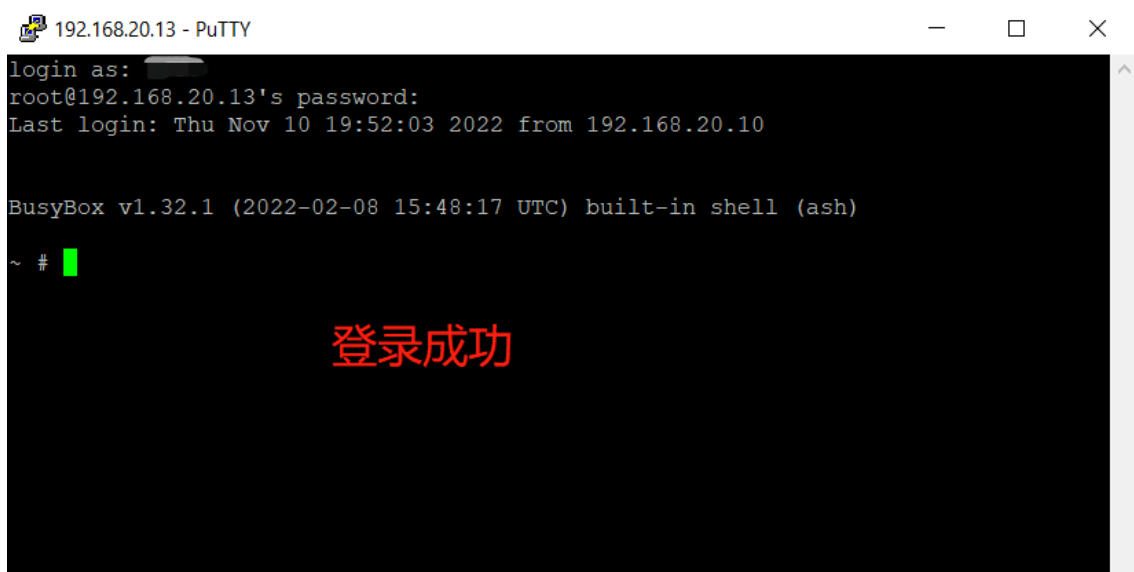 192.168.20.13 - PuTTY
login as:
root@192.168.20.13's password:
Last login: Thu Nov 10 19:52:03 2022 from 192.168.20.10
BusyBox v1.32.1 (2022-02-08 15:48:17 UTC) built-in shell (ash)
~ #
登录成功